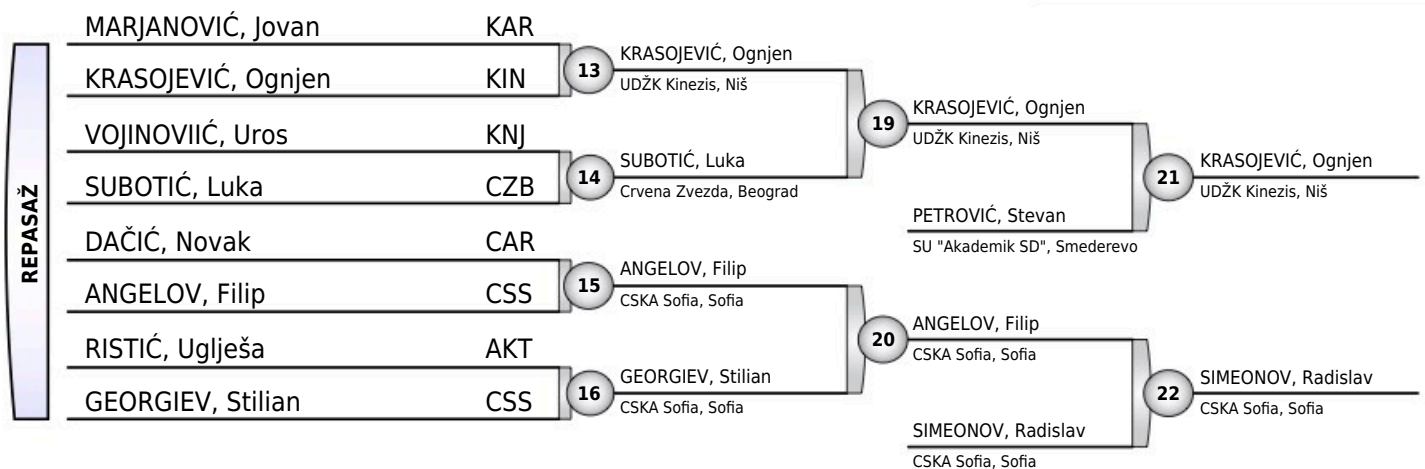 REPASAŽ
MARJANOVIĆ, Jovan KAR
KRASOJEVIĆ, Ognjen KIN
VOJINOVIIĆ, Uros KNJ
SUBOTIĆ, Luka CZB
DAČIĆ, Novak CAR
ANGELOV, Filip CSS
RISTIĆ, Uglješa AKT
GEORGIEV, Stilian CSS
13
KRASOJEVIĆ, Ognjen
UDŽK Kinezis, Niš
14
SUBOTIĆ, Luka
Crvena Zvezda, Beograd
15
ANGELOV, Filip
CSKA Sofia, Sofia
16
GEORGIEV, Stilian
CSKA Sofia, Sofia
19
KRASOJEVIĆ, Ognjen
UDŽK Kinezis, Niš
PETROVIĆ, Stevan
SU "Akademik SD", Smederevo
20
ANGELOV, Filip
CSKA Sofia, Sofia
SIMEONOV, Radislav
CSKA Sofia, Sofia
21
KRASOJEVIĆ, Ognjen
UDŽK Kinezis, Niš
22
SIMEONOV, Radislav
CSKA Sofia, Sofia